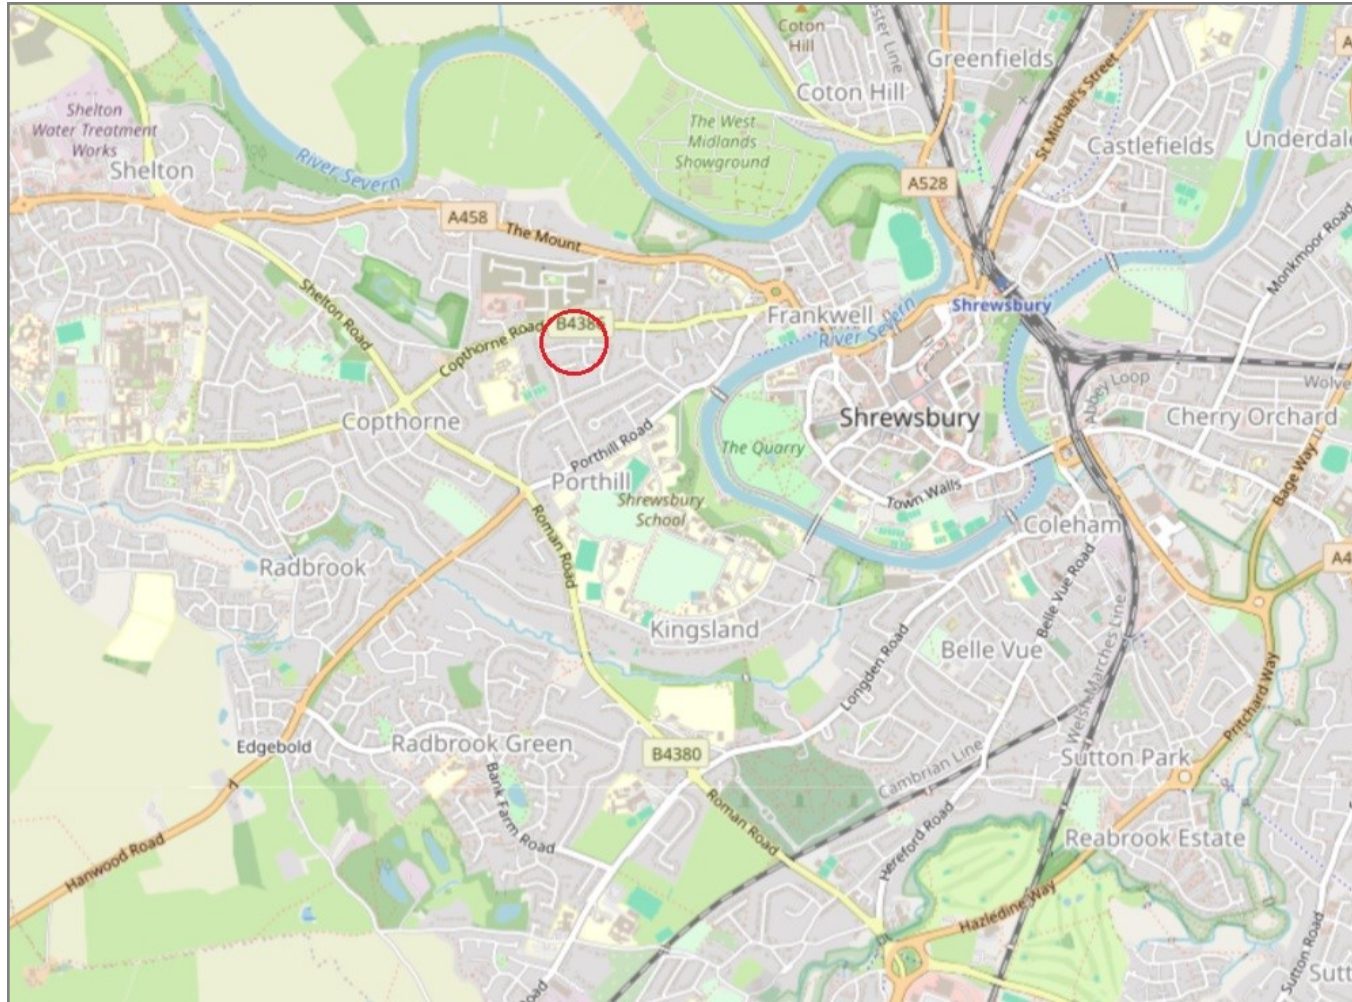 Coton
Hill
Greenfields
Coton Hill
St Michael's Street
Castlefields
Shelton
Water Treatment
Works
The West
Midlands
Showground
Shelton
River Severn
A528
A458
The Mount
Monkmoor Road
Shelton Road
Shrewsbury
Frankwell
River Severn
Copthorne Road
Abbey Loop
Copthorne
Shrewsbury
Cherry Orchard
Porthill Road
The Quarry
Bage Way
Porthill
Town Walls
Shrewsbury
School
Coleham
Roman Road
Radbrook
Kingsland
Belle Vue Road
Belle Vue
Longden Road
Welsh Marches Line
Pritchard Way
Edgebold
Radbrook Green
B4380
Sutton Park
Cambrian Line
Bank Farm Road
Roman Road
Hereford Road
Reabrook Estate
Hanwood Road
Hazledine Way
Sutton Road
Road